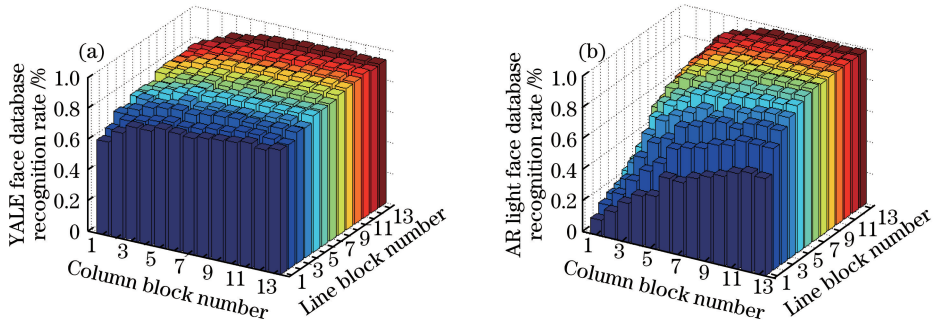 (a)
YALE face database
recognition rate /%
1.0
0.8
0.6
0.4
0.2
0
1 3 5 7 9 11 13
Column block number
1 3 5 7 9 11 13
Line block number
(b)
AR light face database
recognition rate /%
1.0
0.8
0.6
0.4
0.2
0
1 3 5 7 9 11 13
Column block number
1 3 5 7 9 11 13
Line block number